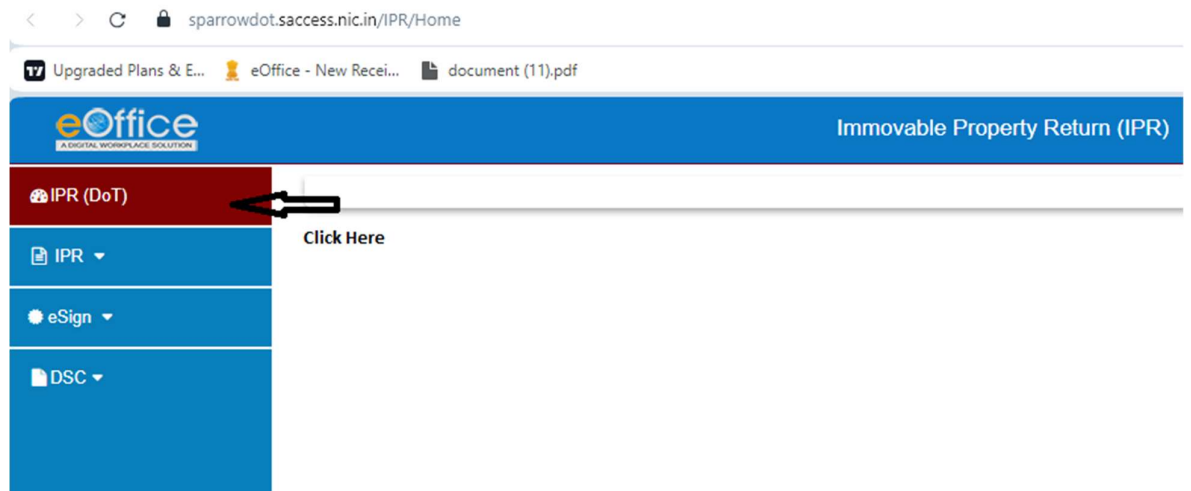 sparrowdot.saccess.nic.in/IPR/Home
Upgraded Plans & E... eOffice - New Recei... document (11).pdf
eOffice
A DIGITAL WORKPLACE SOLUTION
Immovable Property Return (IPR)
IPR (DoT)
Click Here
IPR
eSign
DSC